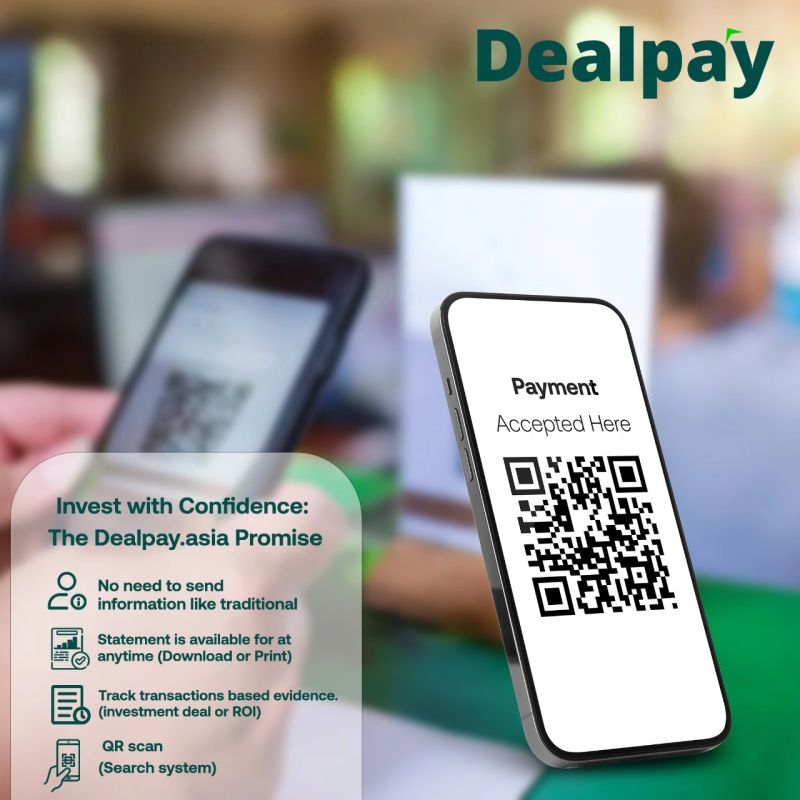 Dealpay
Payment
Accepted Here
Invest with Confidence:
The Dealpay.asia Promise
No need to send
information like traditional
Statement is available for at
anytime (Download or Print)
Track transactions based evidence.
(investment deal or ROI)
QR scan
(Search system)